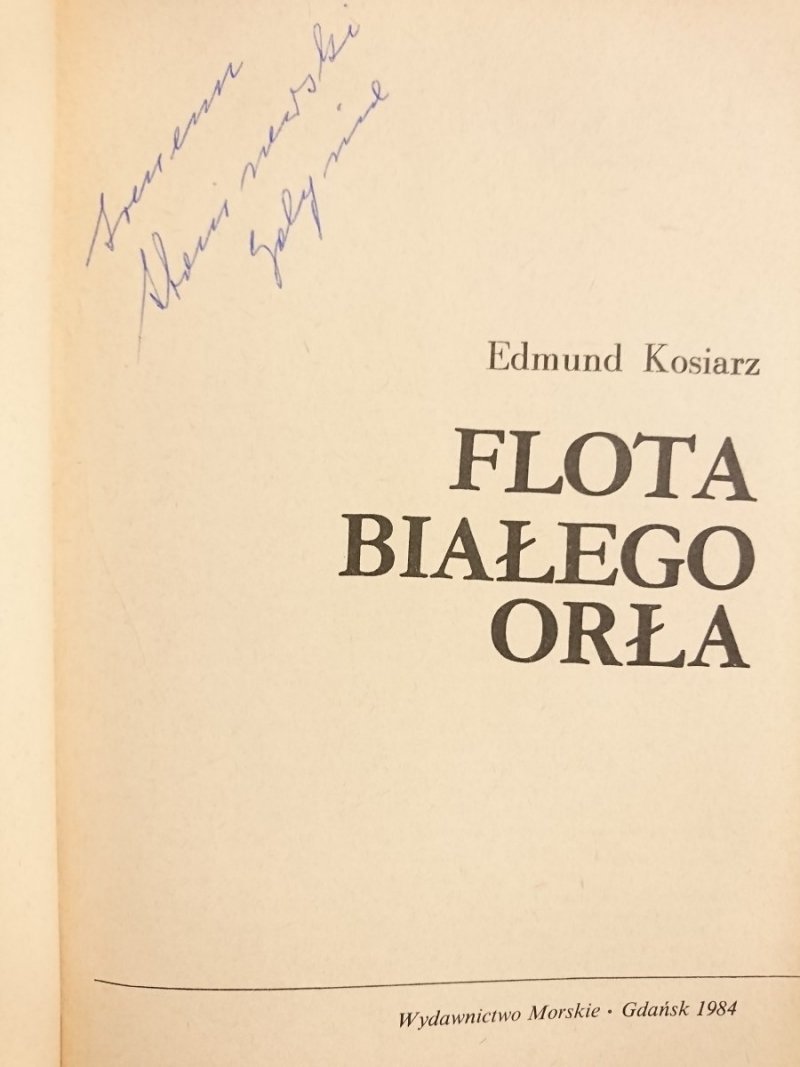 Edmund Kosiarz
FLOTA
BIAŁEGO
ORŁA
Wydawnictwo Morskie • Gdańsk 1984